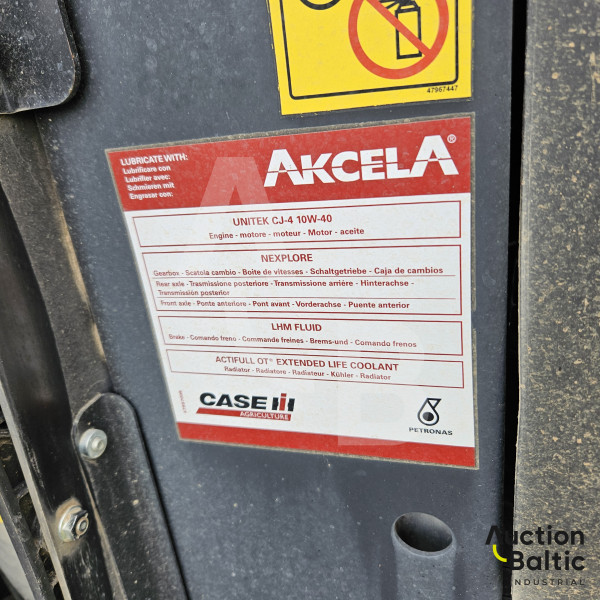 47967447
LUBRICATE WITH:
Lubrificare con
Lubrifier avec:
Schmieren mit
Engrasar con:
AKCELA®
UNITEK CJ-4 10W-40
Engine - motore - moteur - Motor - aceite
NEXPLORE
Gearbox - Scatola cambio - Boite de vitesses - Schaltgetriebe - Caja de cambios
Rear axle - Trasmissione posteriore - Transmissione arrière - Hinterachse -
Transmisión posterior
Front axle - Ponte anteriore - Pont avant - Vorderachse - Puente anterior
LHM FLUID
Brake - Comando freno - Commande freines - Brems-und - Comando frenos
ACTIFULL OT® EXTENDED LIFE COOLANT
Radiator - Radiatore - Radiateur - Kühler - Radiator
CASE IH
AGRICULTURE
PETRONAS
Auction
Baltic
INDUSTRIAL